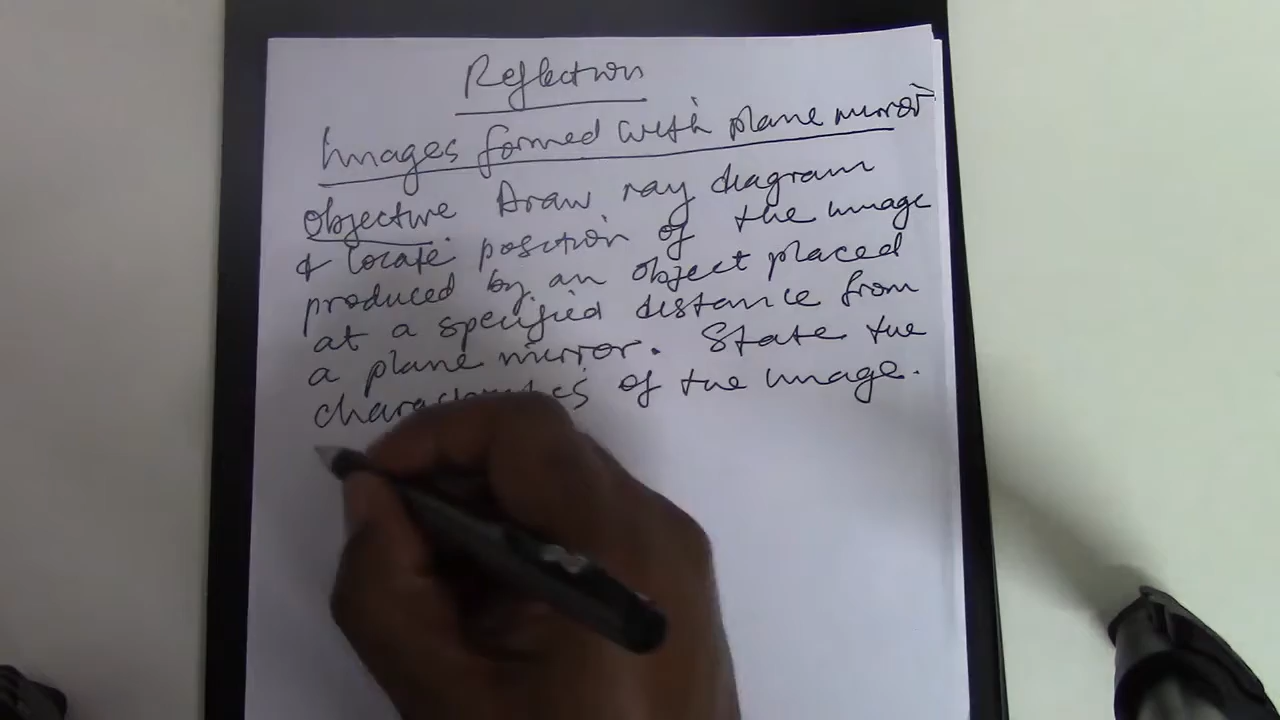 Reflection
Images formed with plane mirror
Objective Draw ray diagram
& locate position of the image
produced by an object placed
at a specified distance from
a plane mirror. State the
of the image.